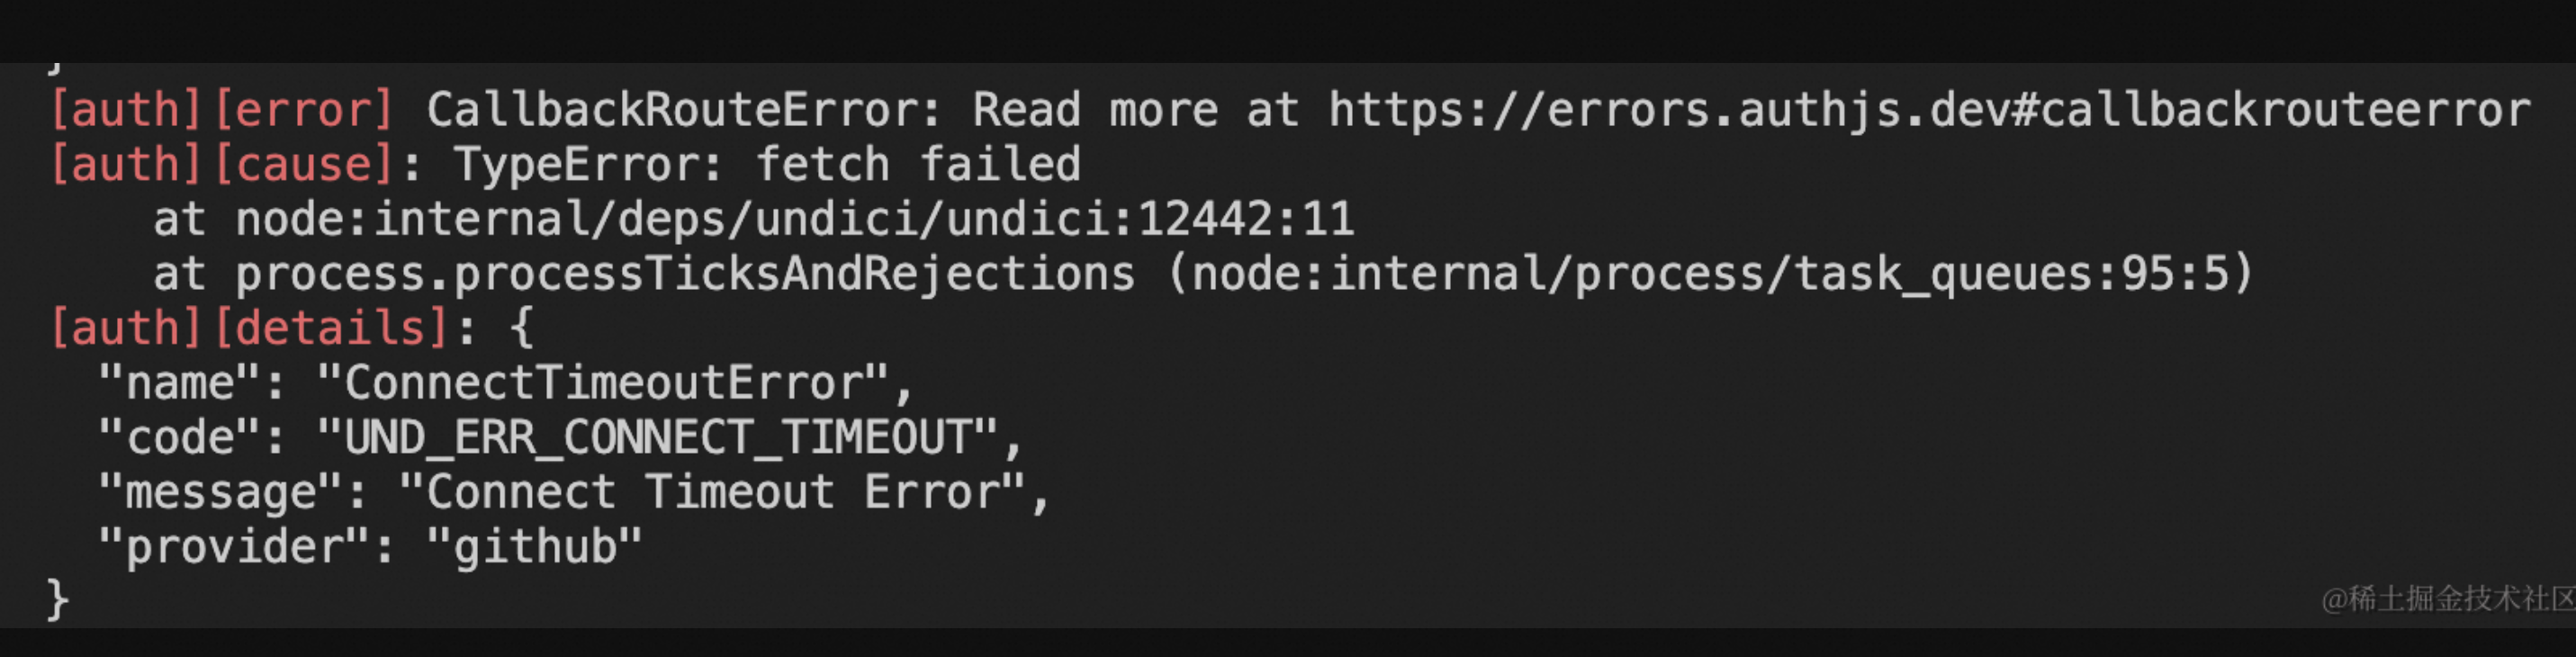 }
[auth][error] CallbackRouteError: Read more at https://errors.authjs.dev#callbackrouteerror
[auth][cause]: TypeError: fetch failed
    at node:internal/deps/undici/undici:12442:11
    at process.processTicksAndRejections (node:internal/process/task_queues:95:5)
[auth][details]: {
  "name": "ConnectTimeoutError",
  "code": "UND_ERR_CONNECT_TIMEOUT",
  "message": "Connect Timeout Error",
  "provider": "github"
}
@稀土掘金技术社区